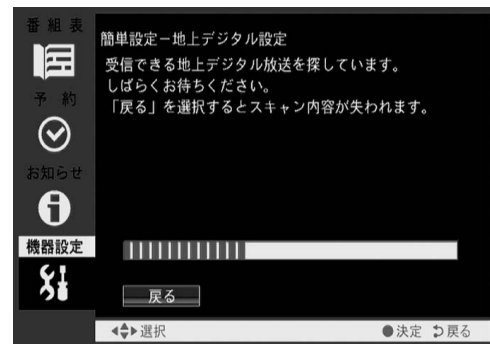 番組表
簡単設定－地上デジタル設定
受信できる地上デジタル放送を探しています。
しばらくお待ちください。
「戻る」を選択するとスキャン内容が失われます。
予約
お知らせ
機器設定
戻る
選択
決定 戻る